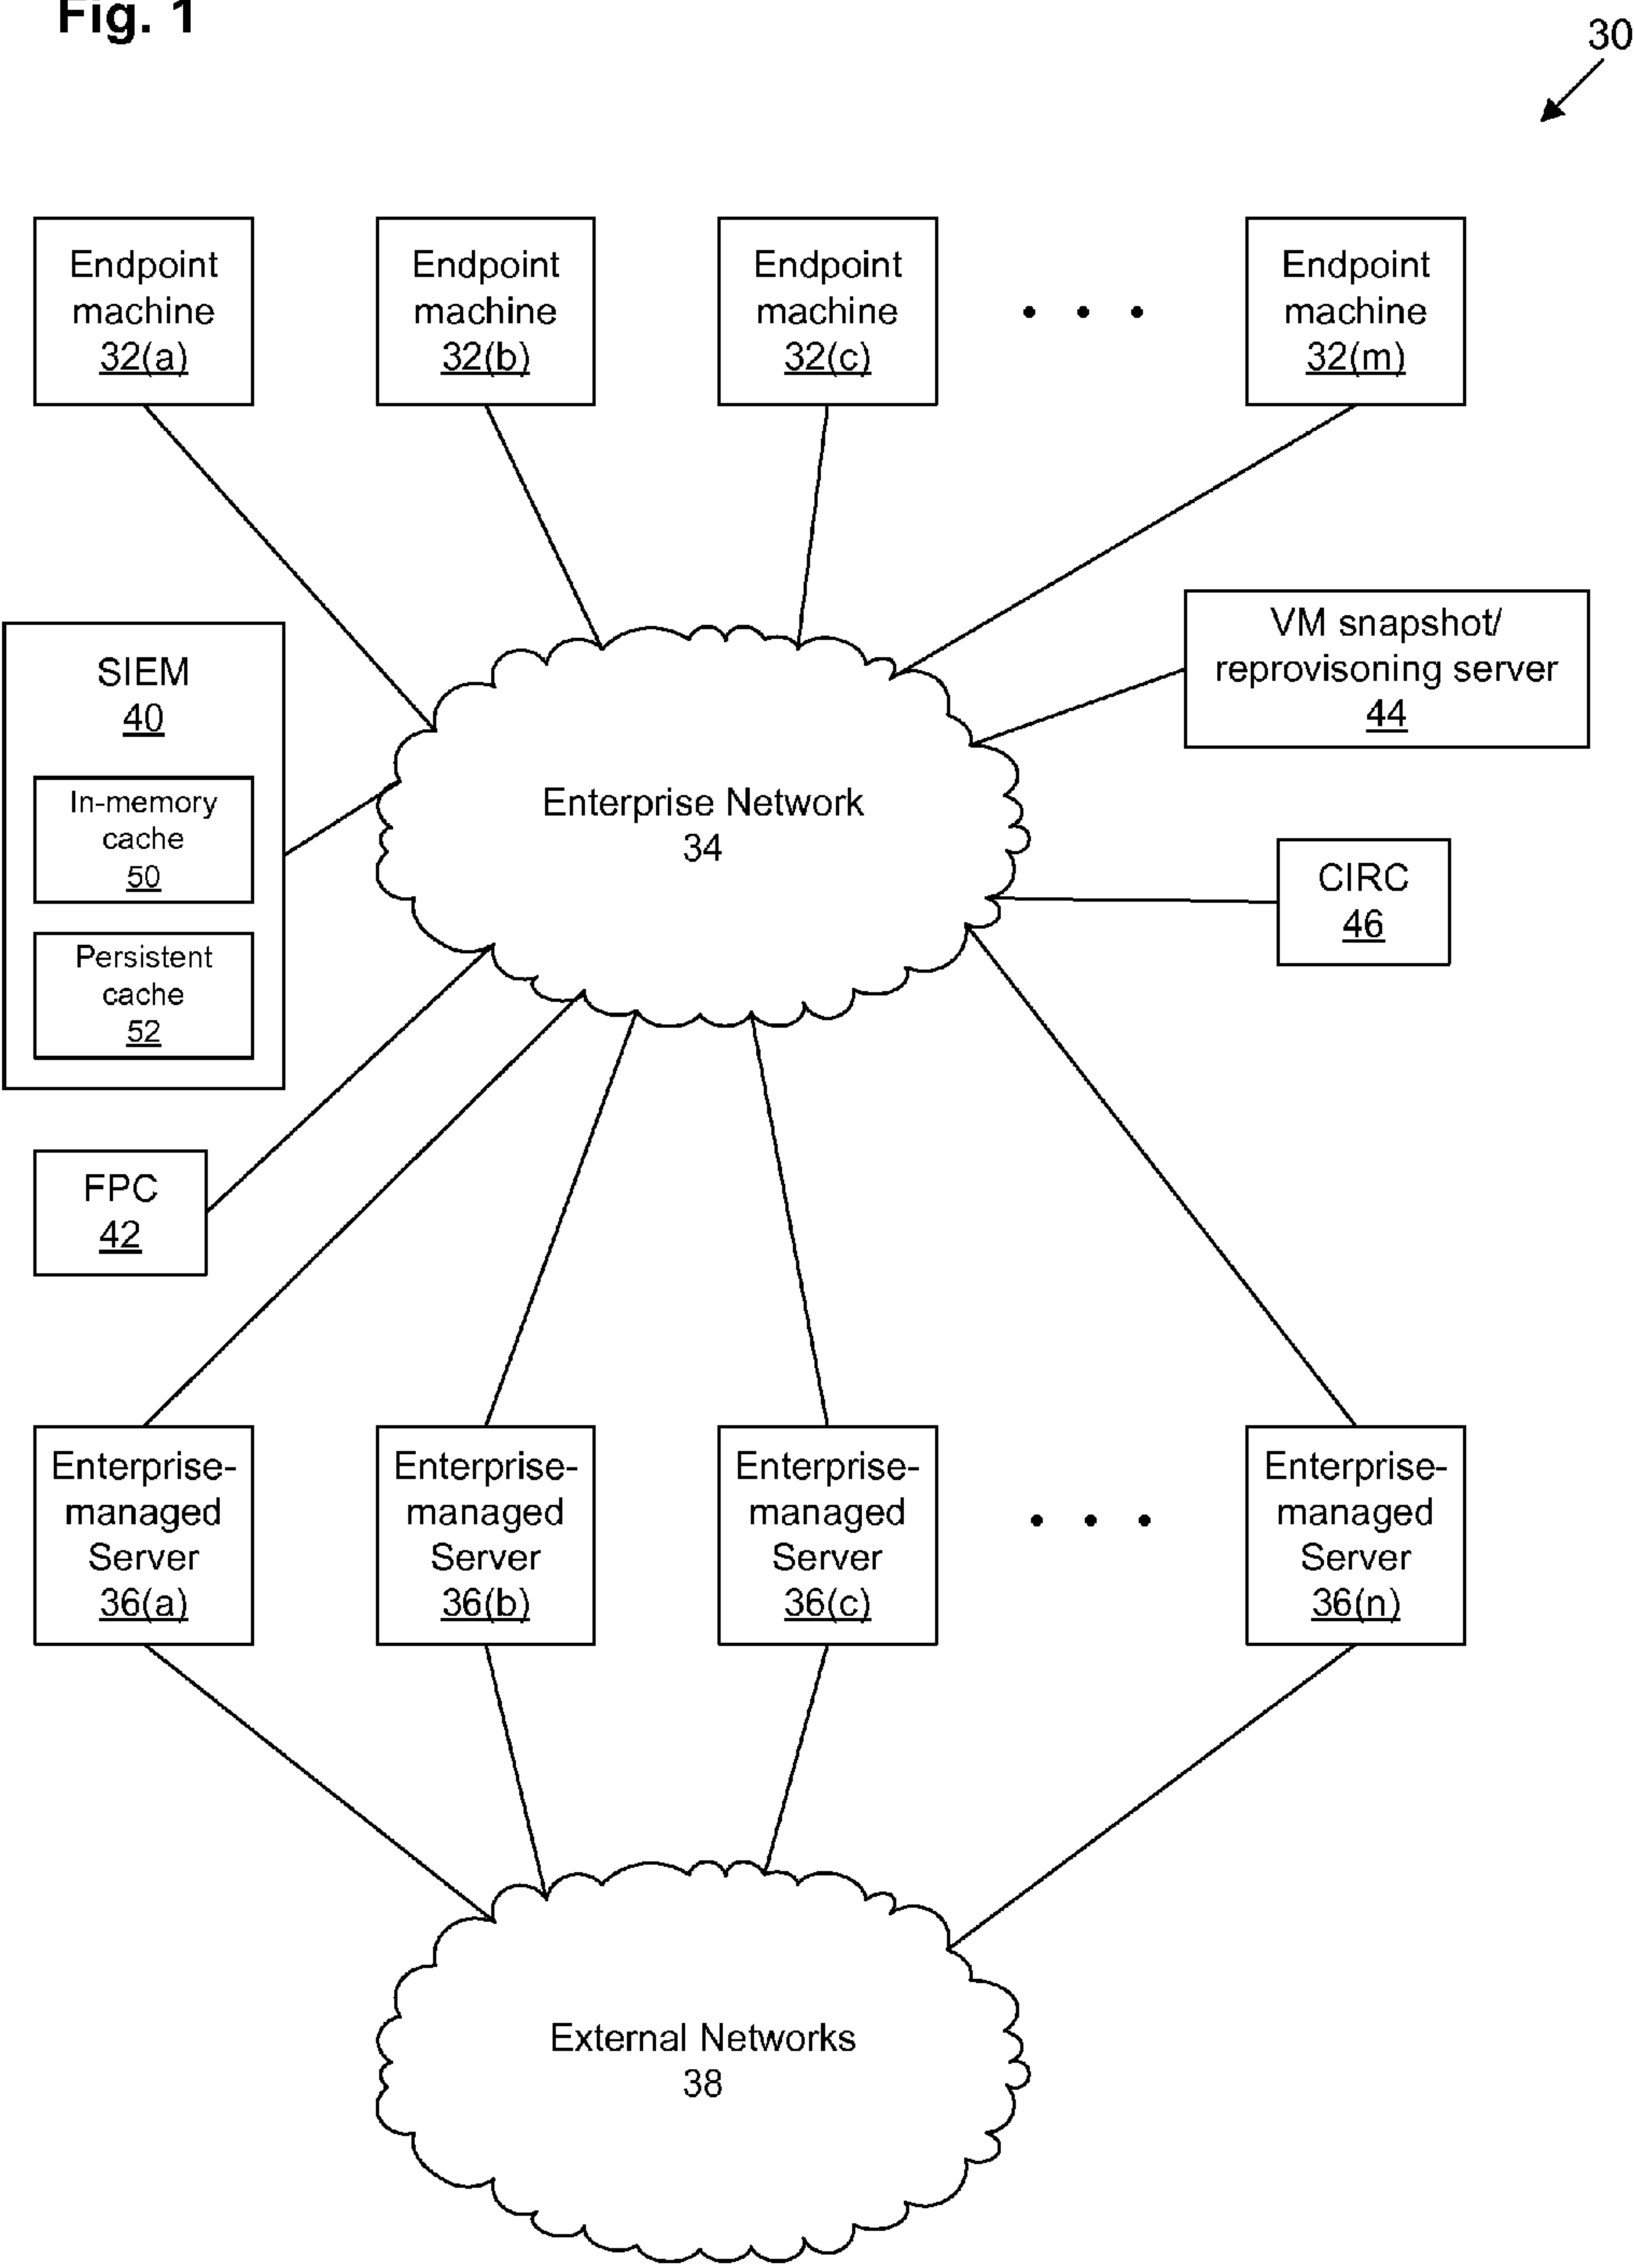 Fig. 1
30
Endpoint
machine
32(a)
Endpoint
machine
32(b)
Endpoint
machine
32(c)
Endpoint
machine
32(m)
VM snapshot/
reprovisoning server
44
SIEM
40
In-memory
cache
50
Persistent
cache
52
Enterprise Network
34
CIRC
46
FPC
42
Enterprise-
managed
Server
36(a)
Enterprise-
managed
Server
36(b)
Enterprise-
managed
Server
36(c)
Enterprise-
managed
Server
36(n)
External Networks
38